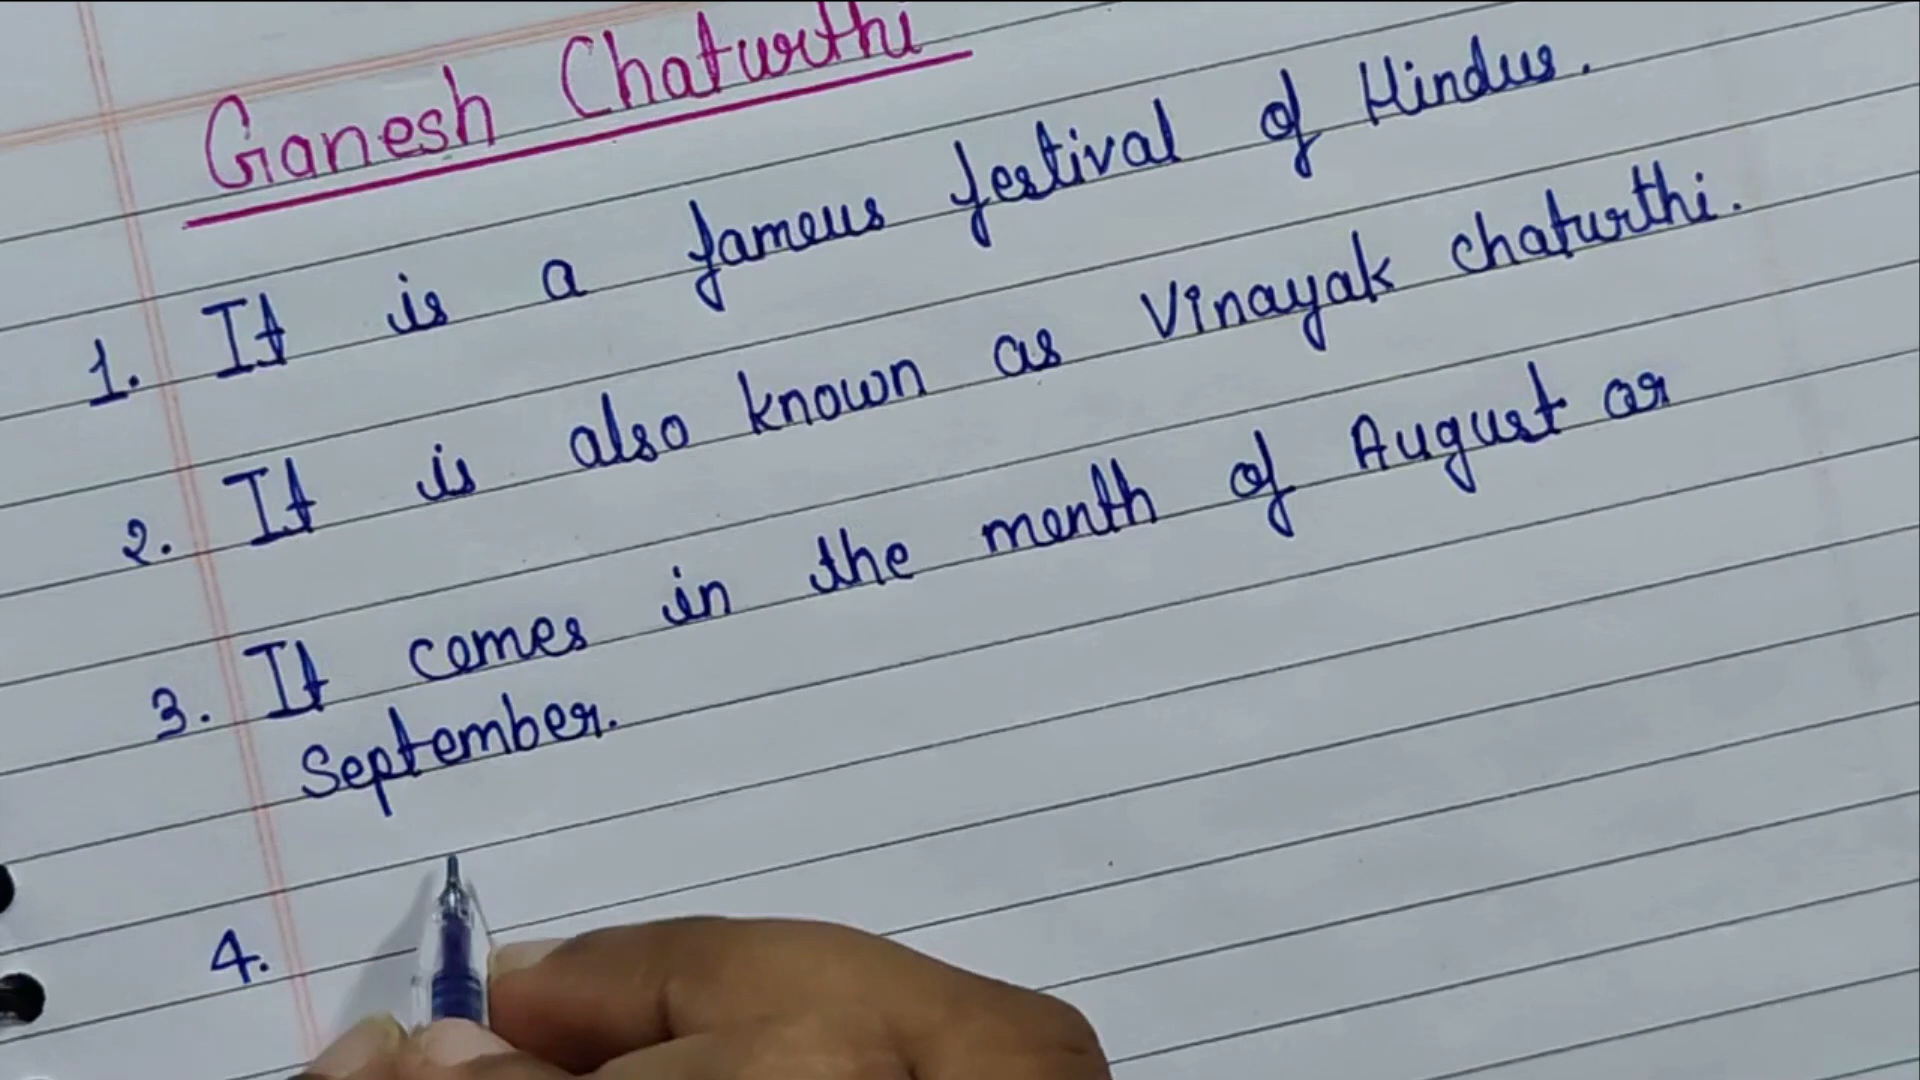 Ganesh Chaturthi
1. It is a famous festival of Hindus.
2. It is also known as Vinayak chaturthi.
3. It comes in the month of August or
September.
4.